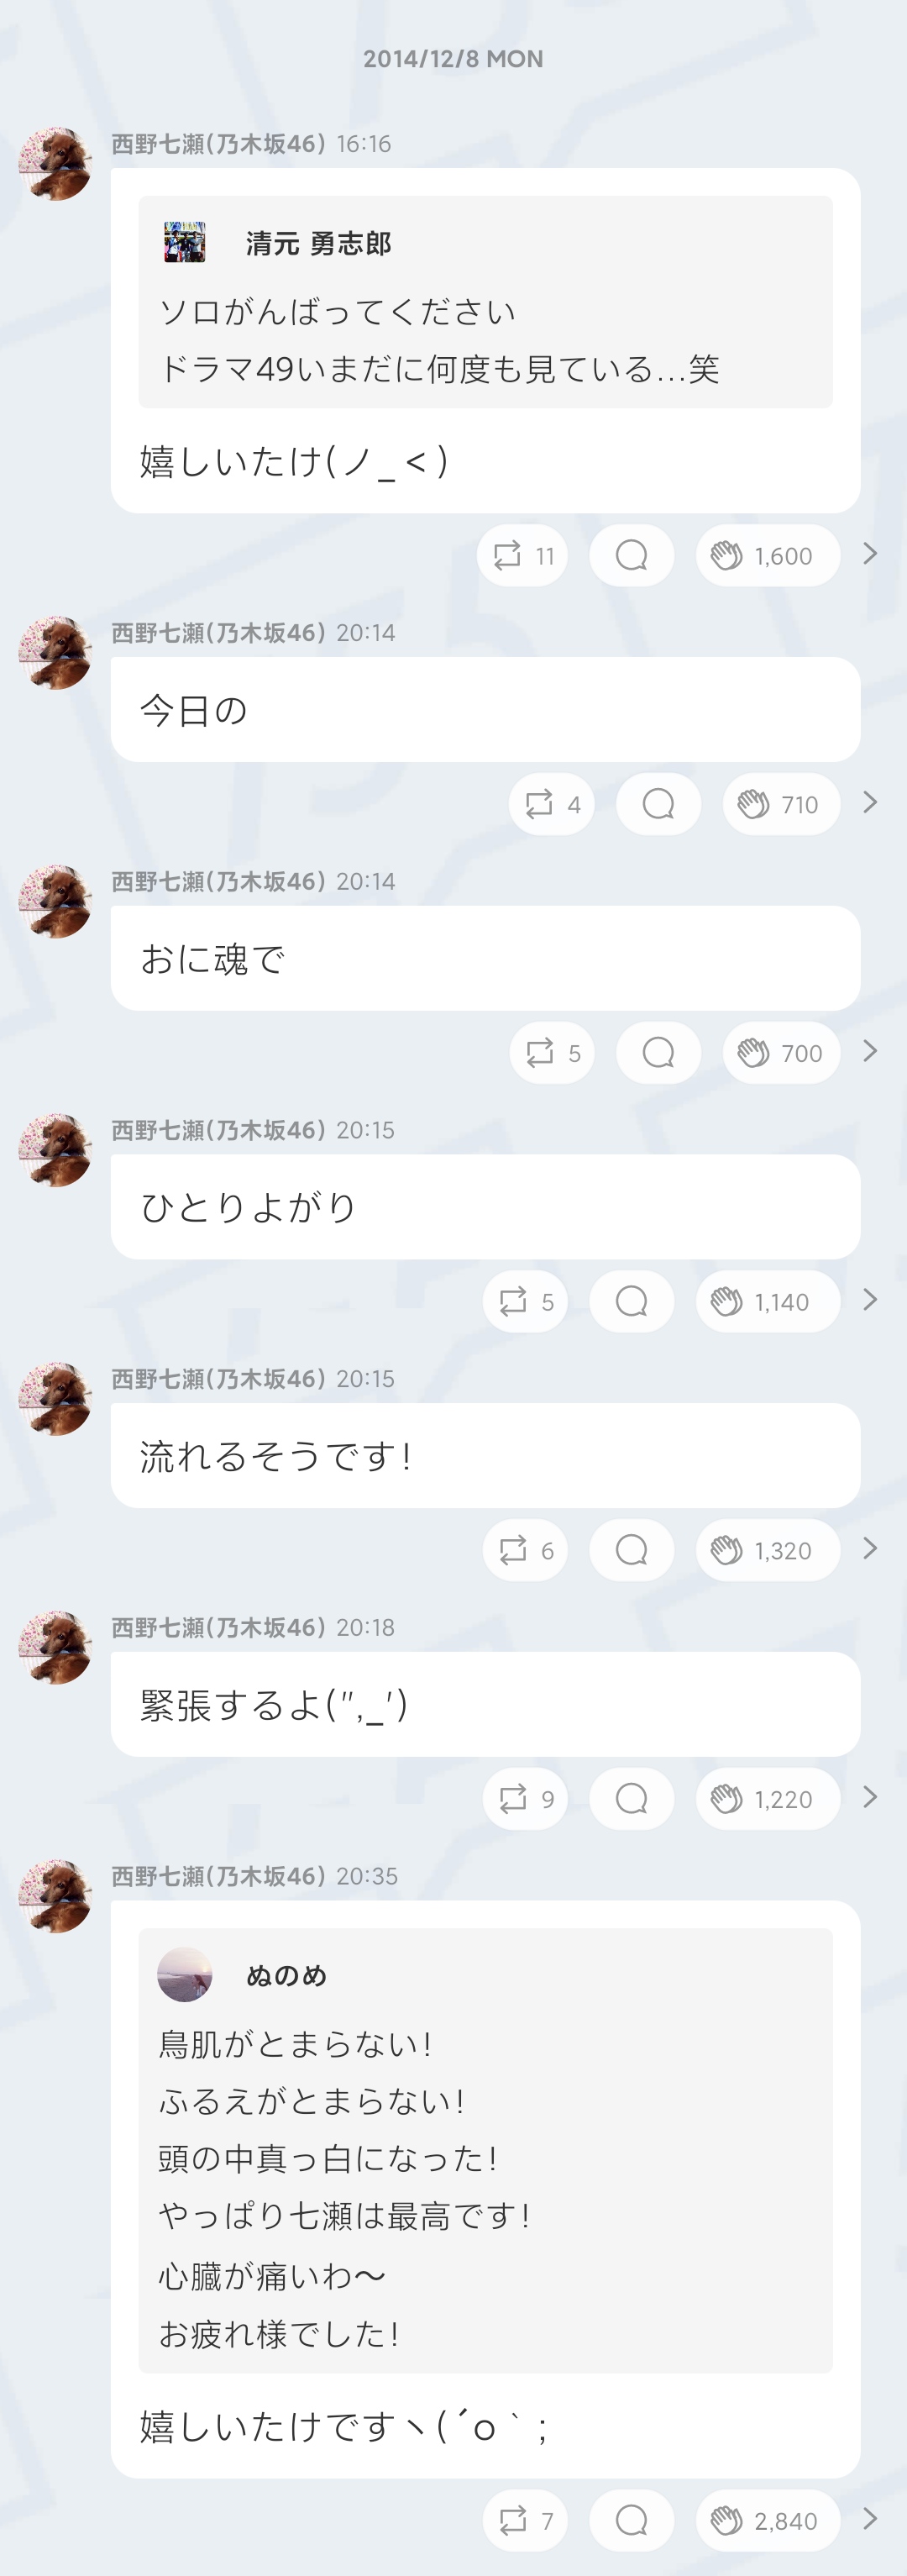 2014/12/8 MON
西野七瀬(乃木坂46) 16:16
清元 勇志郎
ソロがんばってください
ドラマ49いまだに何度も見ている...笑
嬉しいたけ(ノ_<)
11 1,600
西野七瀬(乃木坂46) 20:14
今日の
4 710
西野七瀬(乃木坂46) 20:14
おに魂で
5 700
西野七瀬(乃木坂46) 20:15
ひとりよがり
5 1,140
西野七瀬(乃木坂46) 20:15
流れるそうです!
6 1,320
西野七瀬(乃木坂46) 20:18
緊張するよ(″,_′)
9 1,220
西野七瀬(乃木坂46) 20:35
ぬのめ
鳥肌がとまらない!
ふるえがとまらない!
頭の中真っ白になった!
やっぱり七瀬は最高です!
心臓が痛いわ〜
お疲れ様でした!
嬉しいたけですヽ(´o｀;
7 2,840